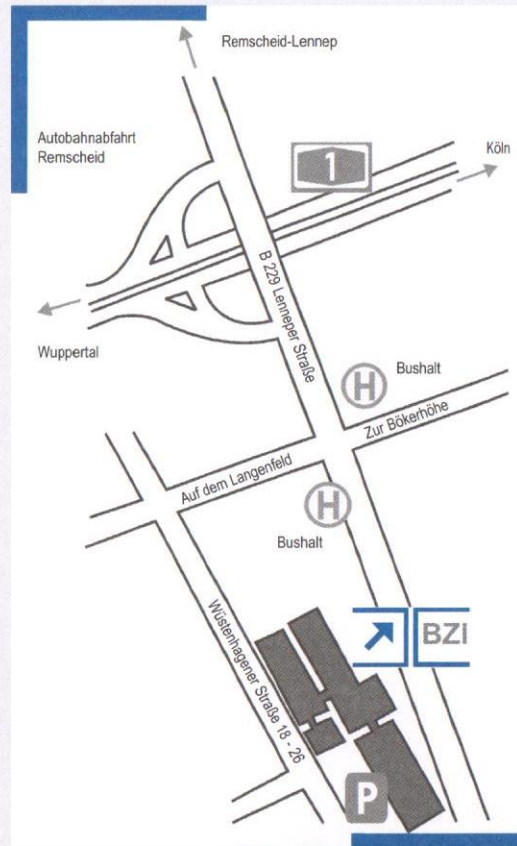 Remscheid-Lennep
Autobahnabfahrt
Remscheid
1
Köln
B 229 Lenneper Straße
Wuppertal
H
Bushalt
Zur Bökerhöhe
Auf dem Langenfeld
H
Bushalt
Wüstenhagener Straße 18 - 26
BZI
P